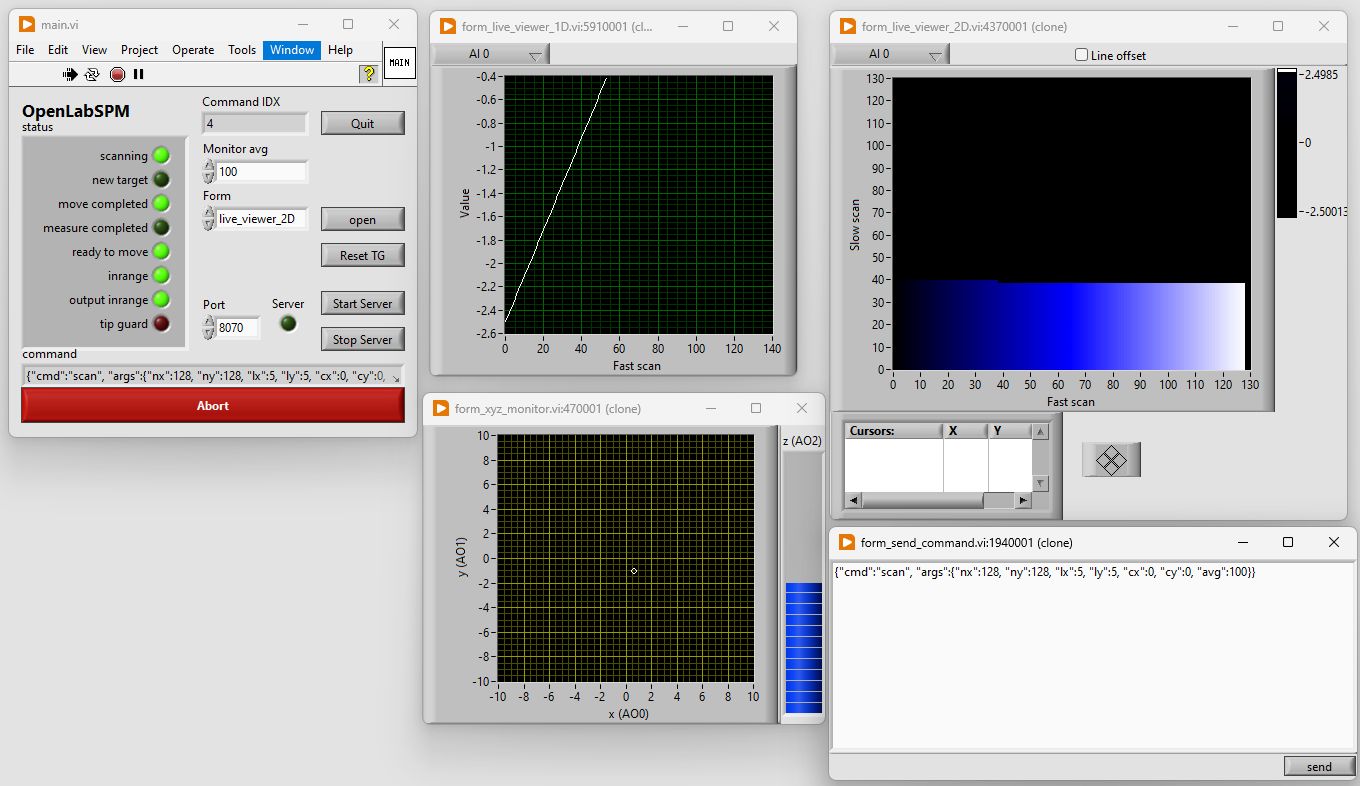 main.vi
File Edit View Project Operate Tools Window Help
?
MAIN
OpenLabSPM
status
scanning
new target
move completed
measure completed
ready to move
inrange
output inrange
tip guard
Command IDX
4
Monitor avg
100
Form
live_viewer_2D
Port
8070
Server
Quit
open
Reset TG
Start Server
Stop Server
command
{"cmd":"scan", "args":{"nx":128, "ny":128, "lx":5, "ly":5, "cx":0, "cy":0,
Abort
form_live_viewer_1D.vi:5910001 (cl...
AI 0
-0.4
-0.6
-0.8
-1
-1.2
-1.4
-1.6
-1.8
-2
-2.2
-2.4
-2.6
Value
0 20 40 60 80 100 120 140
Fast scan
form_xyz_monitor.vi:470001 (clone)
10
8
6
4
2
0
-2
-4
-6
-8
-10
y (AO1)
-10 -8 -6 -4 -2 0 2 4 6 8 10
x (AO0)
z (AO2)
form_live_viewer_2D.vi:4370001 (clone)
AI 0
Line offset
130
120
110
100
90
80
70
60
50
40
30
20
10
0
Slow scan
0 10 20 30 40 50 60 70 80 90 100 110 120 130
Fast scan
2.4985
0
-2.50013
Cursors: X Y
form_send_command.vi:1940001 (clone)
{"cmd":"scan", "args":{"nx":128, "ny":128, "lx":5, "ly":5, "cx":0, "cy":0, "avg":100}}
send